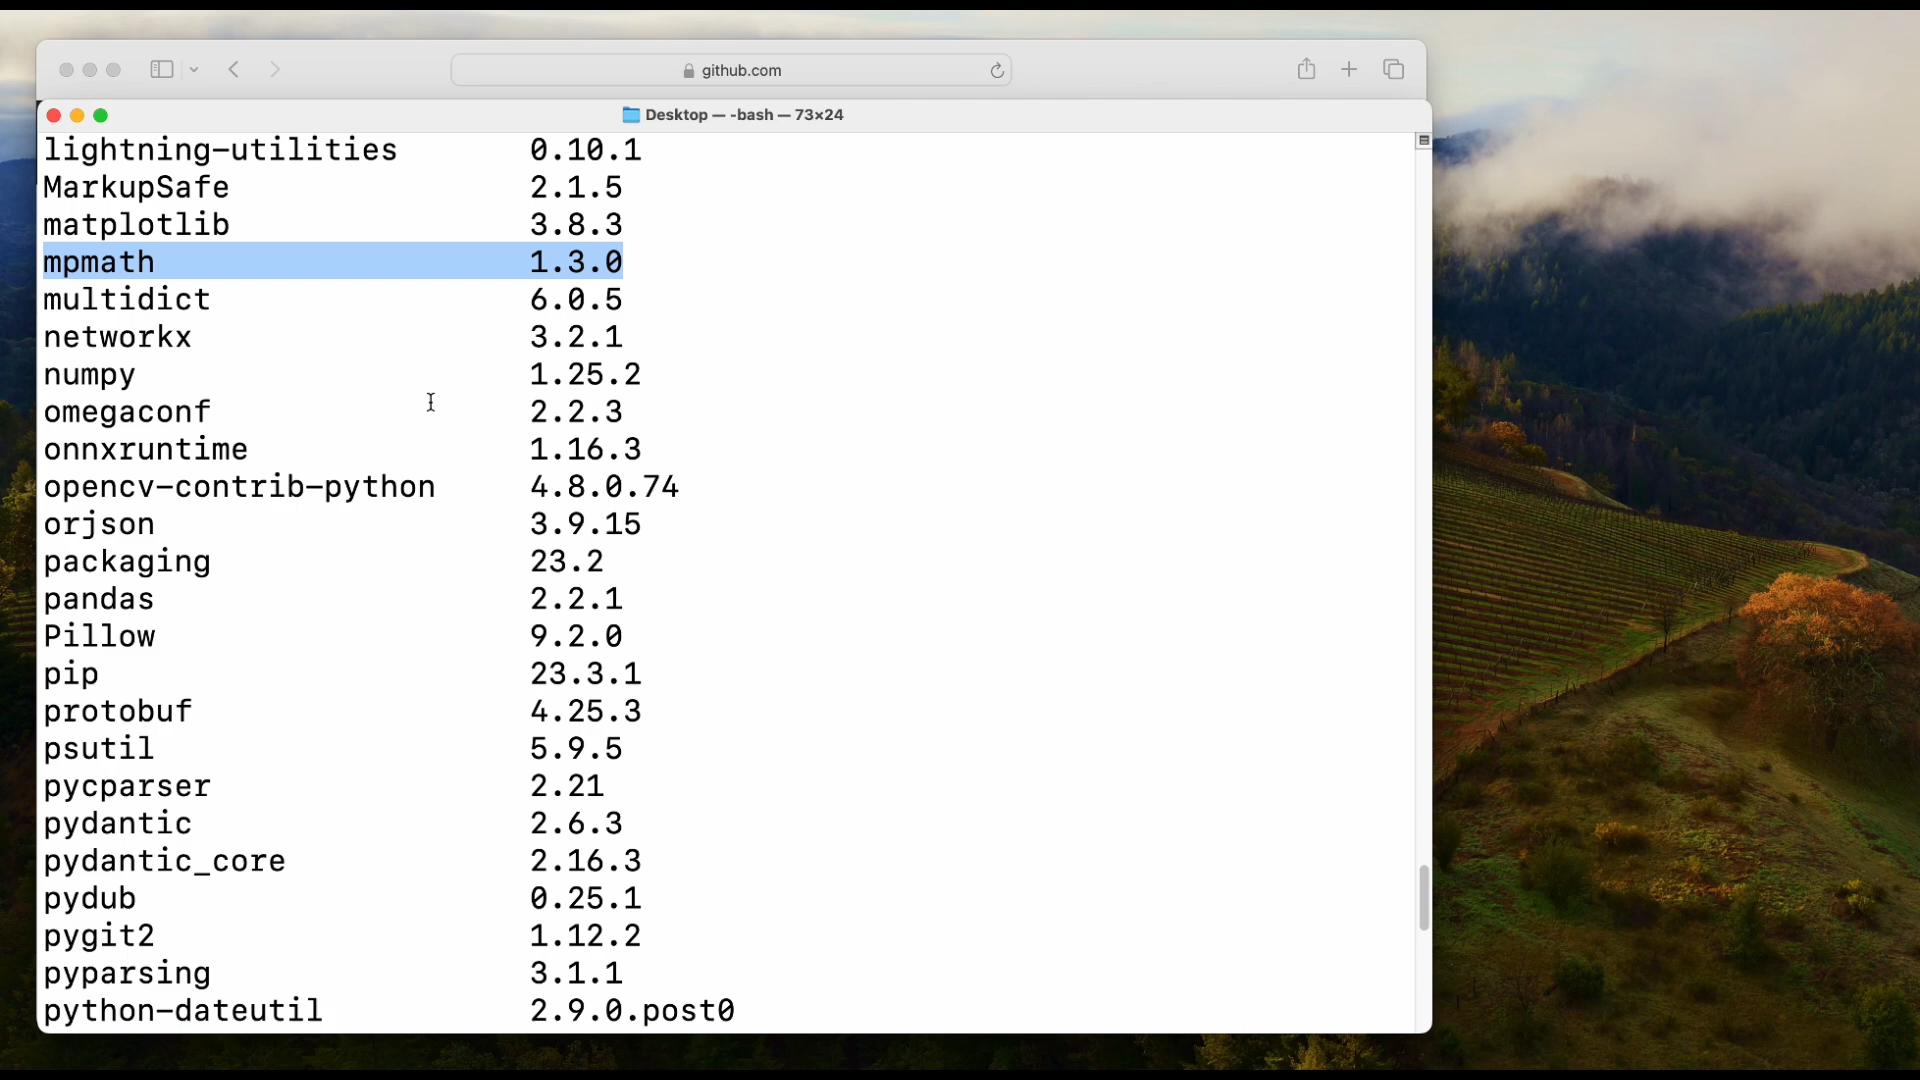 github.com
Desktop — -bash — 73×24
lightning-utilities 0.10.1
MarkupSafe 2.1.5
matplotlib 3.8.3
mpmath 1.3.0
multidict 6.0.5
networkx 3.2.1
numpy 1.25.2
omegaconf 2.2.3
onnxruntime 1.16.3
opencv-contrib-python 4.8.0.74
orjson 3.9.15
packaging 23.2
pandas 2.2.1
Pillow 9.2.0
pip 23.3.1
protobuf 4.25.3
psutil 5.9.5
pycparser 2.21
pydantic 2.6.3
pydantic_core 2.16.3
pydub 0.25.1
pygit2 1.12.2
pyparsing 3.1.1
python-dateutil 2.9.0.post0